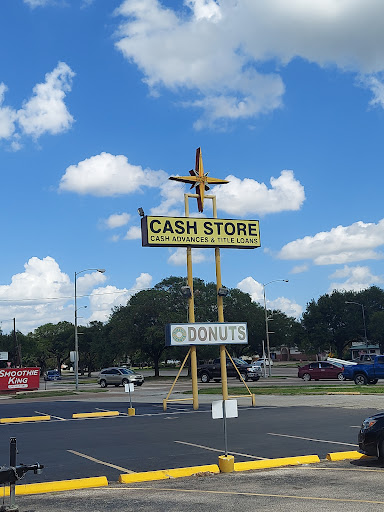 CASH STORE
CASH ADVANCES & TITLE LOANS
DONUTS
SMOOTHIE
KING